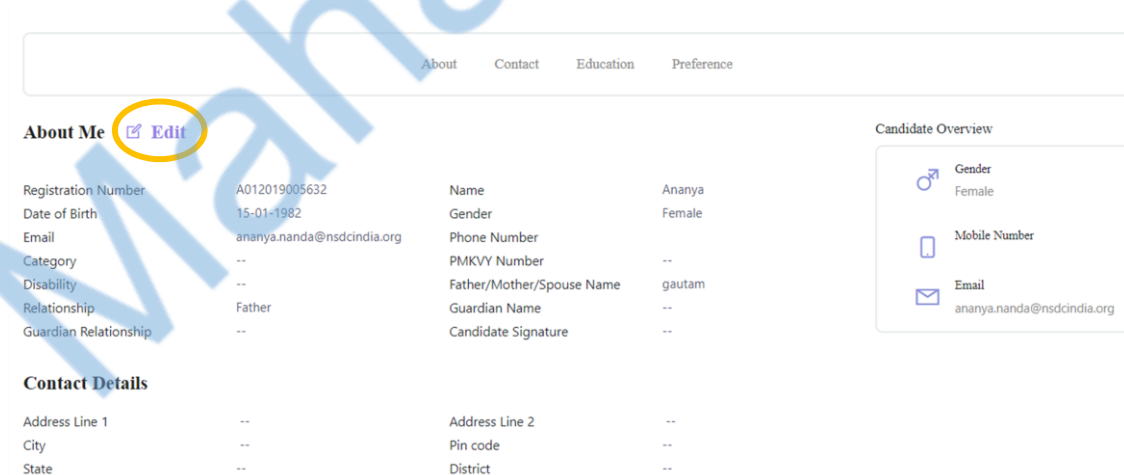 About Contact Education Preference
About Me Edit
Registration Number A012019005632 Name Ananya
Date of Birth 15-01-1982 Gender Female
Email ananya.nanda@nsdcindia.org Phone Number
Category -- PMKVY Number --
Disability -- Father/Mother/Spouse Name gautam
Relationship Father Guardian Name --
Guardian Relationship -- Candidate Signature --
Contact Details
Address Line 1 -- Address Line 2 --
City -- Pin code --
State -- District --
Candidate Overview
Gender
Female
Mobile Number
Email
ananya.nanda@nsdcindia.org
Maha